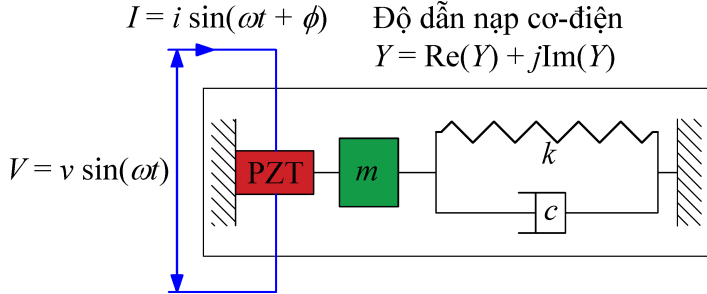 I = i sin(ωt + ϕ)
Độ dẫn nạp cơ-điện
Y = Re(Y) + jIm(Y)
V = v sin(ωt)
PZT
m
k
c